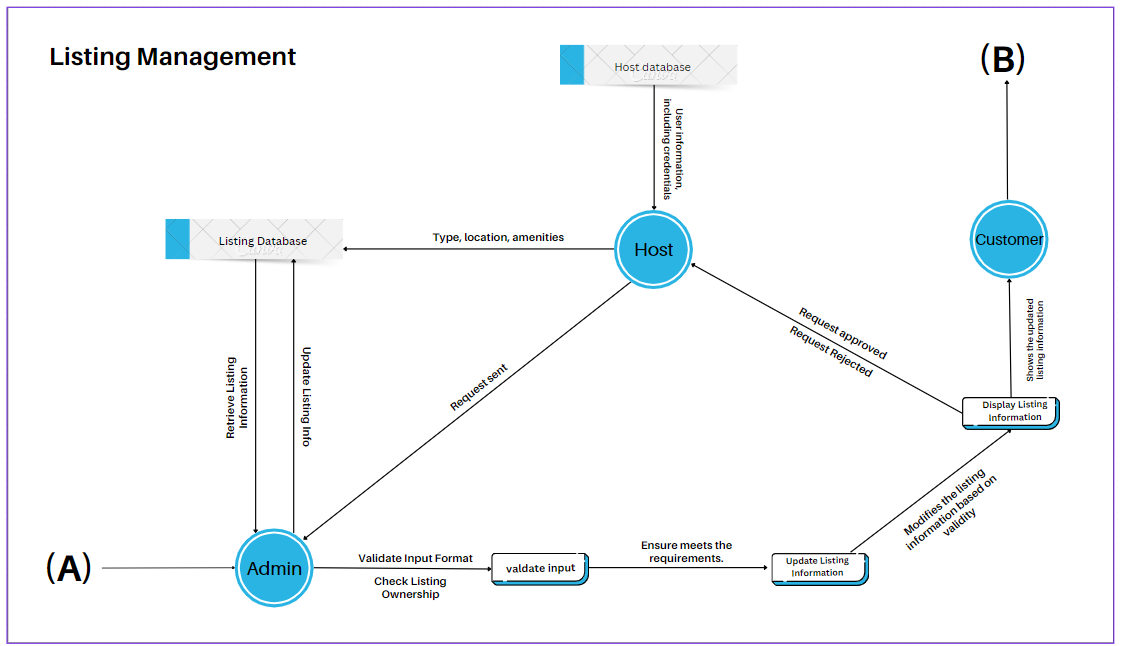 Listing Management
Host database
(B)
User information,
including credentials
Listing Database
Type, location, amenities
Host
Customer
Request approved
Request Rejected
Shows the updated
listing information
Retrieve Listing
Information
Update Listing Info
Request sent
Display Listing
Information
Modifies the listing
information based on
validity
(A)
Admin
Validate Input Format
Check Listing
Ownership
valdate input
Ensure meets the
requirements.
Update Listing
Information